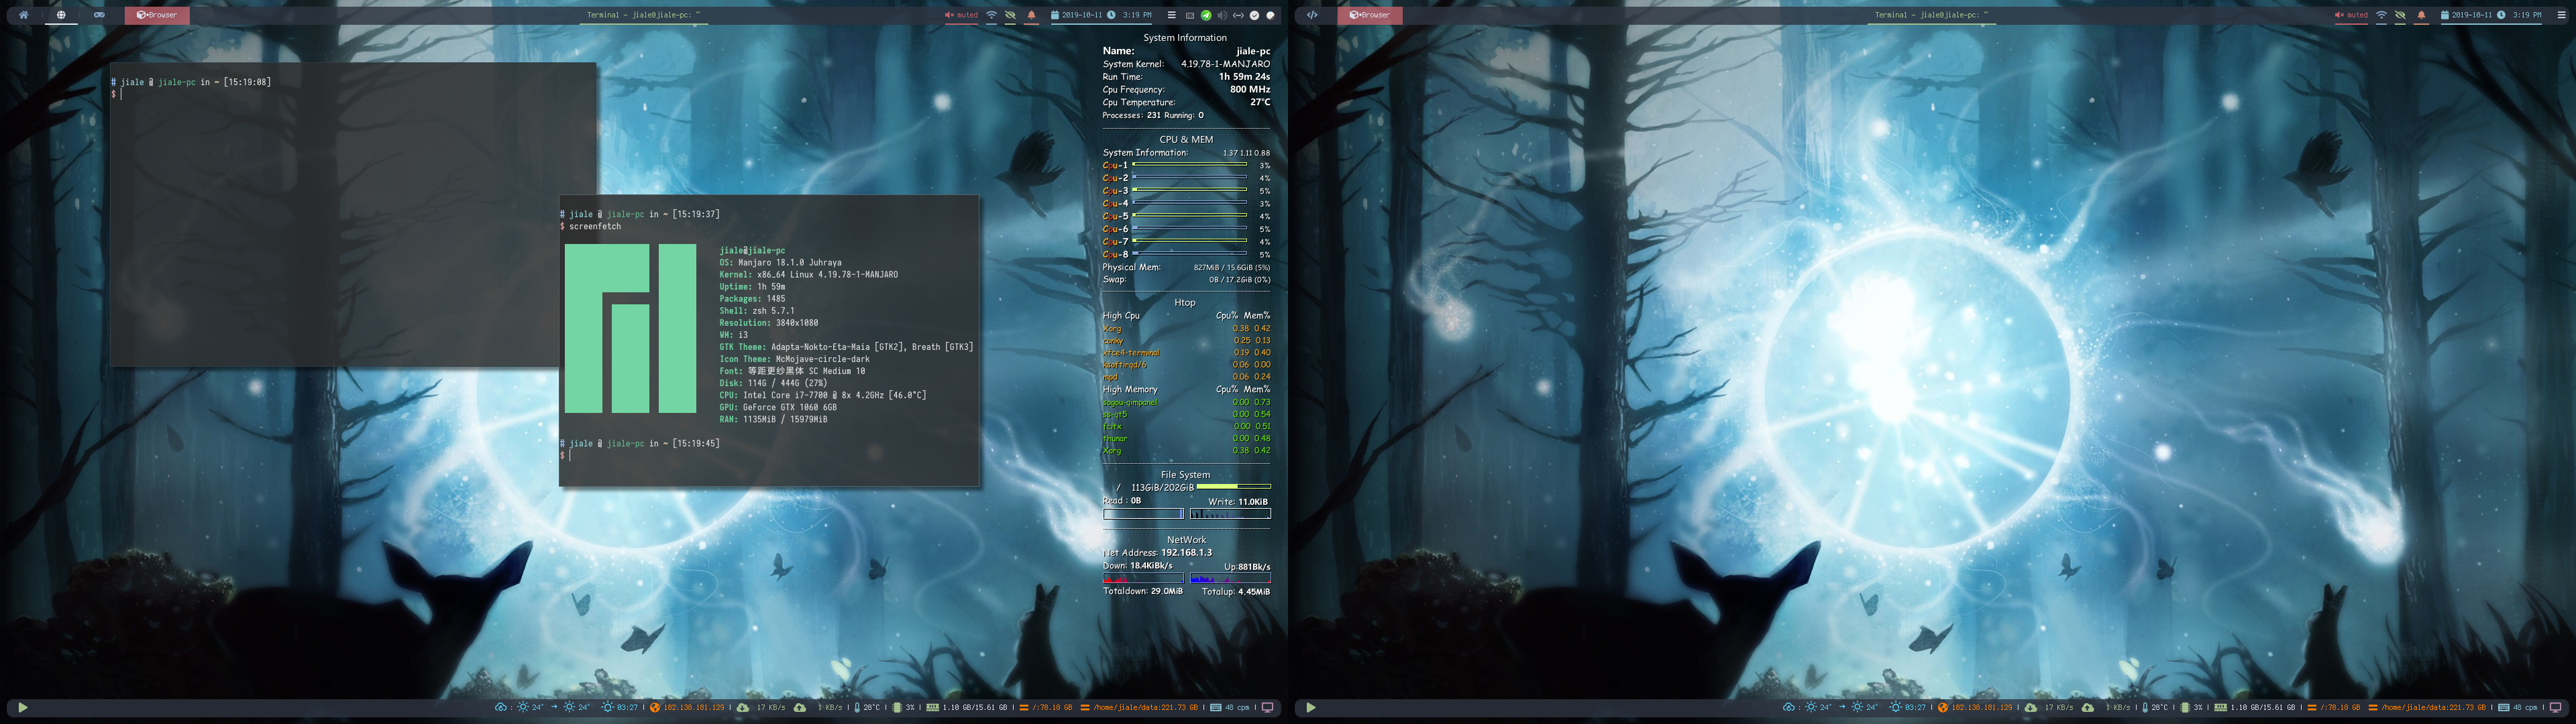 Browser
Terminal - jiale@jiale-pc: ~
muted
2019-10-11 3:19 PM
# jiale @ jiale-pc in ~ [15:19:08]
$
# jiale @ jiale-pc in ~ [15:19:37]
$ screenfetch
jiale@jiale-pc
OS: Manjaro 18.1.0 Juhraya
Kernel: x86_64 Linux 4.19.78-1-MANJARO
Uptime: 1h 59m
Packages: 1485
Shell: zsh 5.7.1
Resolution: 3840x1080
WM: i3
GTK Theme: Adapta-Nokto-Eta-Maia [GTK2], Breath [GTK3]
Icon Theme: McMojave-circle-dark
Font: 等距更纱黑体 SC Medium 10
Disk: 114G / 444G (27%)
CPU: Intel Core i7-7700 @ 8x 4.2GHz [46.0°C]
GPU: GeForce GTX 1060 6GB
RAM: 1135MiB / 15979MiB
# jiale @ jiale-pc in ~ [15:19:45]
$
System Information
Name: jiale-pc
System Kernel: 4.19.78-1-MANJARO
Run Time: 1h 59m 24s
Cpu Frequency: 800 MHz
Cpu Temperature: 27℃
Processes: 231 Running: 0
CPU & MEM
System Information: 1.37 1.11 0.88
Cpu-1 3%
Cpu-2 4%
Cpu-3 5%
Cpu-4 3%
Cpu-5 4%
Cpu-6 5%
Cpu-7 4%
Cpu-8 5%
Physical Mem: 827MiB / 15.6GiB (5%)
Swap: 0B / 17.2GiB (0%)
Htop
High Cpu Cpu% Mem%
Xorg 0.38 0.42
conky 0.25 0.13
xfce4-terminal 0.19 0.40
ksoftirqd/6 0.06 0.00
mpd 0.06 0.24
High Memory Cpu% Mem%
sogou-qimpanel 0.00 0.73
ss-qt5 0.00 0.54
fcitx 0.00 0.51
thunar 0.00 0.48
Xorg 0.38 0.42
File System
/ 113GiB/202GiB
Read : 0B Write: 11.0KiB
NetWork
Net Address: 192.168.1.3
Down: 18.4KiBk/s Up:881Bk/s
Totaldown: 29.0MiB Totalup: 4.45MiB
: 24° → 24° 03:27 | 182.138.181.129 17 KB/s 1 KB/s | 28°C | 3% | 1.10 GB/15.61 GB | /:70.18 GB /home/jiale/data:221.73 GB | 48 cpm |
Browser
Terminal - jiale@jiale-pc: ~
muted
2019-10-11 3:19 PM
: 24° → 24° 03:27 | 182.138.181.129 17 KB/s 1 KB/s | 28°C | 3% | 1.10 GB/15.61 GB | /:70.18 GB /home/jiale/data:221.73 GB | 48 cpm |